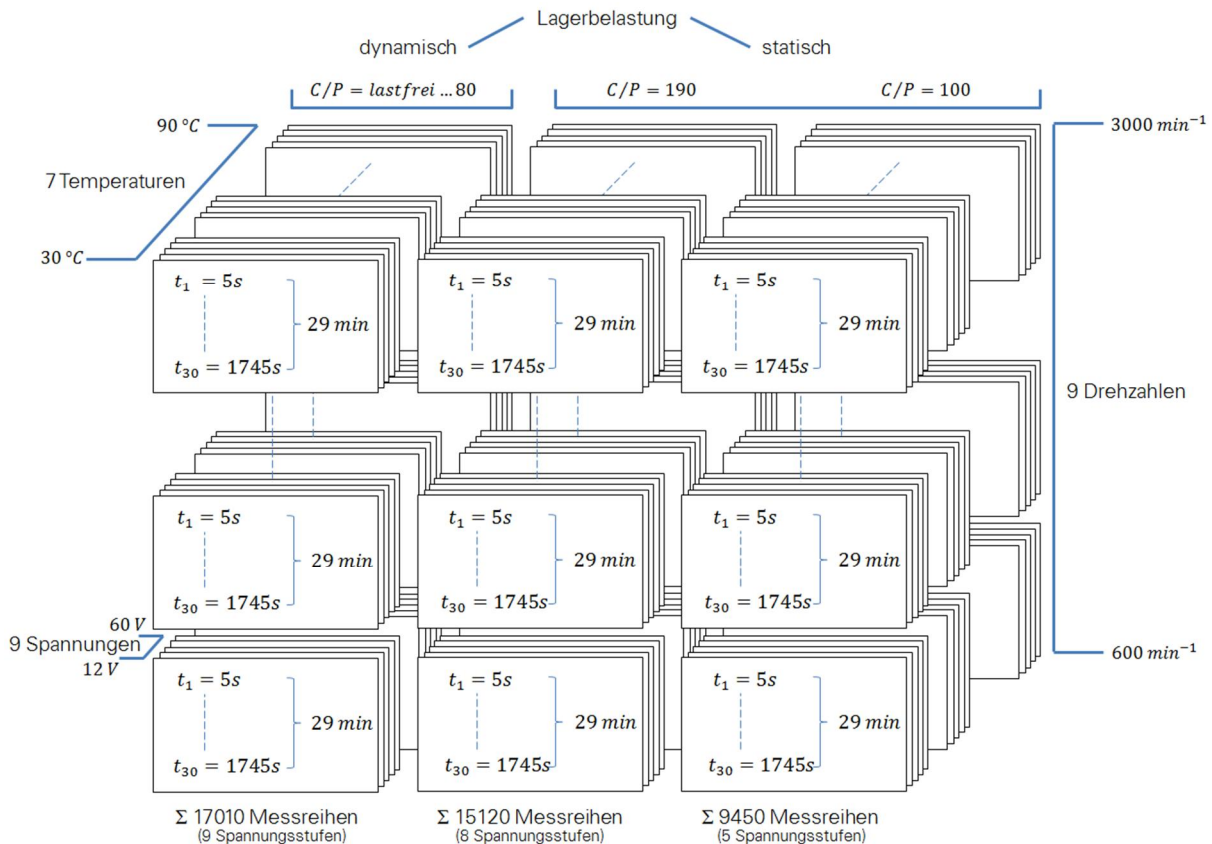 Lagerbelastung
dynamisch
statisch
C/P = lastfrei ... 80
C/P = 190
C/P = 100
90 °C
3000 min⁻¹
7 Temperaturen
30 °C
t₁ = 5s
29 min
t₃₀ = 1745s
t₁ = 5s
29 min
t₃₀ = 1745s
t₁ = 5s
29 min
t₃₀ = 1745s
9 Drehzahlen
t₁ = 5s
29 min
t₃₀ = 1745s
t₁ = 5s
29 min
t₃₀ = 1745s
t₁ = 5s
29 min
t₃₀ = 1745s
60 V
9 Spannungen
12 V
600 min⁻¹
t₁ = 5s
29 min
t₃₀ = 1745s
t₁ = 5s
29 min
t₃₀ = 1745s
t₁ = 5s
29 min
t₃₀ = 1745s
Σ 17010 Messreihen
(9 Spannungsstufen)
Σ 15120 Messreihen
(8 Spannungsstufen)
Σ 9450 Messreihen
(5 Spannungsstufen)